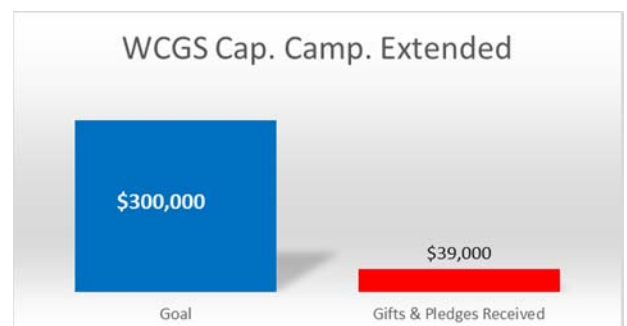 WCGS Cap. Camp. Extended
$300,000
$39,000
Goal
Gifts & Pledges Received